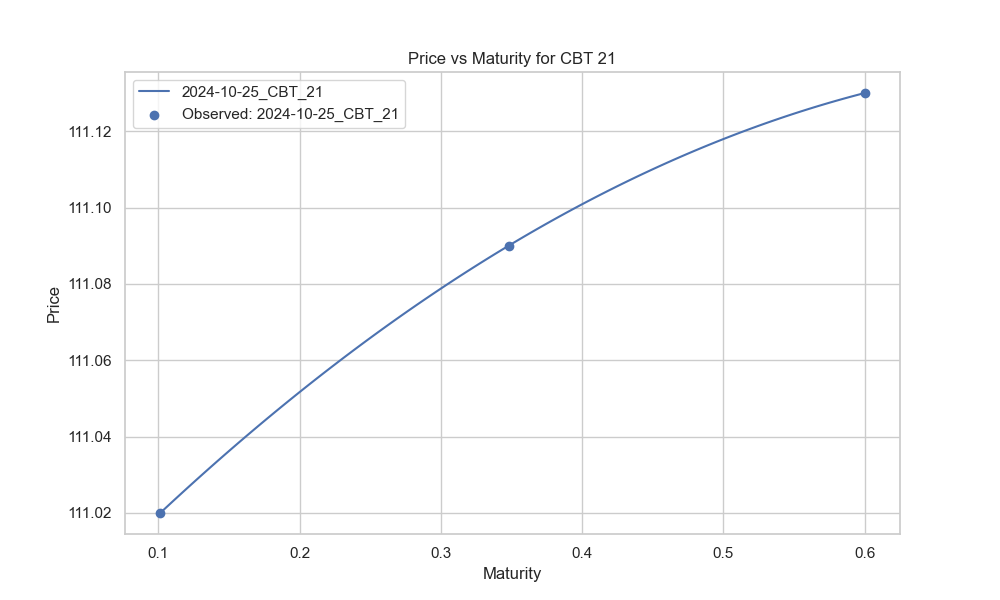 Price vs Maturity for CBT 21
2024-10-25_CBT_21
Observed: 2024-10-25_CBT_21
111.12
111.10
111.08
111.06
111.04
111.02
Price
0.1 0.2 0.3 0.4 0.5 0.6
Maturity